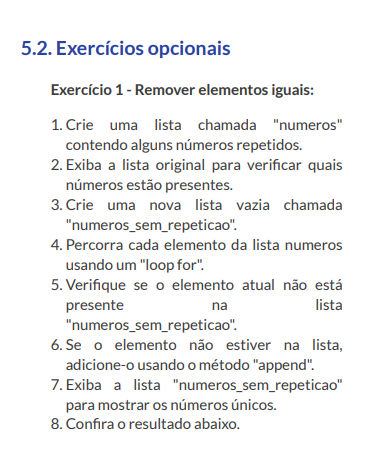 5.2. Exercícios opcionais
Exercício 1 - Remover elementos iguais:
1. Crie uma lista chamada "numeros"
contendo alguns números repetidos.
2. Exiba a lista original para verificar quais
números estão presentes.
3. Crie uma nova lista vazia chamada
"numeros_sem_repeticao".
4. Percorra cada elemento da lista numeros
usando um "loop for".
5. Verifique se o elemento atual não está
presente na lista
"numeros_sem_repeticao".
6. Se o elemento não estiver na lista,
adicione-o usando o método "append".
7. Exiba a lista "numeros_sem_repeticao"
para mostrar os números únicos.
8. Confira o resultado abaixo.